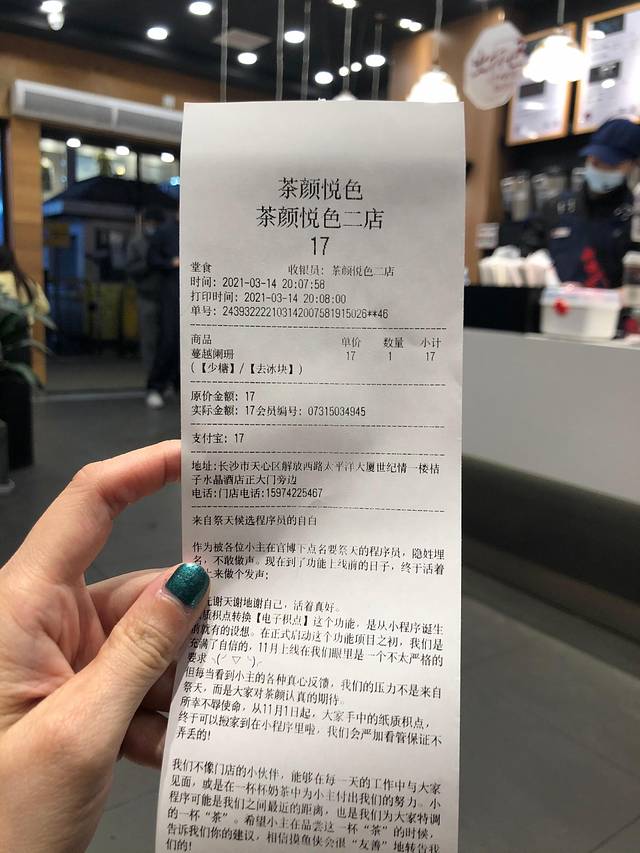 茶颜悦色
茶颜悦色二店
17
堂食 收银员: 茶颜悦色二店
时间: 2021-03-14 20:07:58
打印时间: 2021-03-14 20:08:00
单号: 24393222210314200758191502​6**46
商品 单价 数量 小计
蔓越阑珊 17 1 17
(【少糖】/【去冰块】)
原价金额: 17
实际金额: 17会员编号: 07315034945
支付宝: 17
地址:长沙市天心区解放西路太平洋大厦世纪情一楼桔
子水晶酒店正大门旁边
电话:门店电话:15974225467
来自祭天候选程序员的自白
作为被各位小主在官博下点名要祭天的程序员, 隐姓埋
名, 不敢做声。现在到了功能上线前的日子, 终于活着
上来做个发声:
谢天谢地谢自己, 活着真好。
质积点转换【电子积点】这个功能, 是从小程序诞生
前就有的设想。在正式启动这个功能项目之初, 我们是
充满了自信的, 11月上线在我们眼里是一个不太严格的
要求 ╮(╯▽╰)╭
但每当看到小主的各种真心反馈, 我们的压力不是来自
祭天, 而是大家对茶颜认真的期待。
所幸不辱使命, 从11月1日起, 大家手中的纸质积点,
终于可以搬家到在小程序里啦, 我们会严加看管保证不
弄丢的!
我们不像门店的小伙伴, 能够在每一天的工作中与大家
见面, 或是在一杯杯奶茶中为小主付出我们的努力。小
程序可能是我们之间最近的距离, 也是我们为大家特调
的一杯“茶”。希望小主在品尝这一杯“茶”的时候,
告诉我们你的建议, 相信摸鱼侠会很“友善”地转告我
们的!